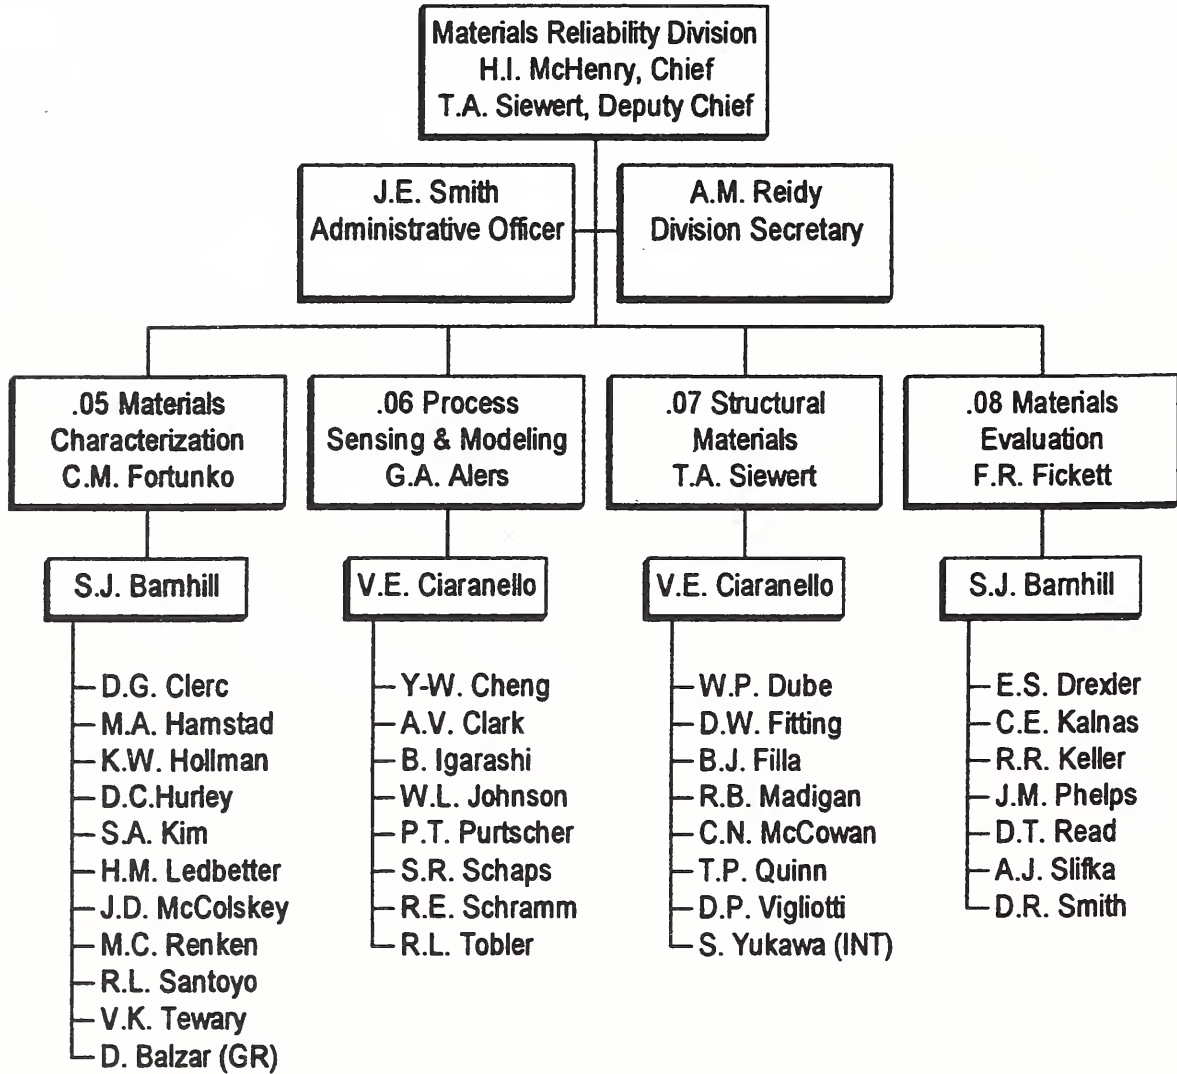 Materials Reliability Division
H.I. McHenry, Chief
T.A. Siewert, Deputy Chief
J.E. Smith
Administrative Officer
A.M. Reidy
Division Secretary
.05 Materials
Characterization
C.M. Fortunko
.06 Process
Sensing & Modeling
G.A. Alers
.07 Structural
Materials
T.A. Siewert
.08 Materials
Evaluation
F.R. Fickett
S.J. Barnhill
V.E. Ciaranello
V.E. Ciaranello
S.J. Barnhill
D.G. Clerc
M.A. Hamstad
K.W. Hollman
D.C.Hurley
S.A. Kim
H.M. Ledbetter
J.D. McColskey
M.C. Renken
R.L. Santoyo
V.K. Tewary
D. Balzar (GR)
Y-W. Cheng
A.V. Clark
B. Igarashi
W.L. Johnson
P.T. Purtscher
S.R. Schaps
R.E. Schramm
R.L. Tobler
W.P. Dube
D.W. Fitting
B.J. Filla
R.B. Madigan
C.N. McCowan
T.P. Quinn
D.P. Vigliotti
S. Yukawa (INT)
E.S. Drexler
C.E. Kalnas
R.R. Keller
J.M. Phelps
D.T. Read
A.J. Slifka
D.R. Smith